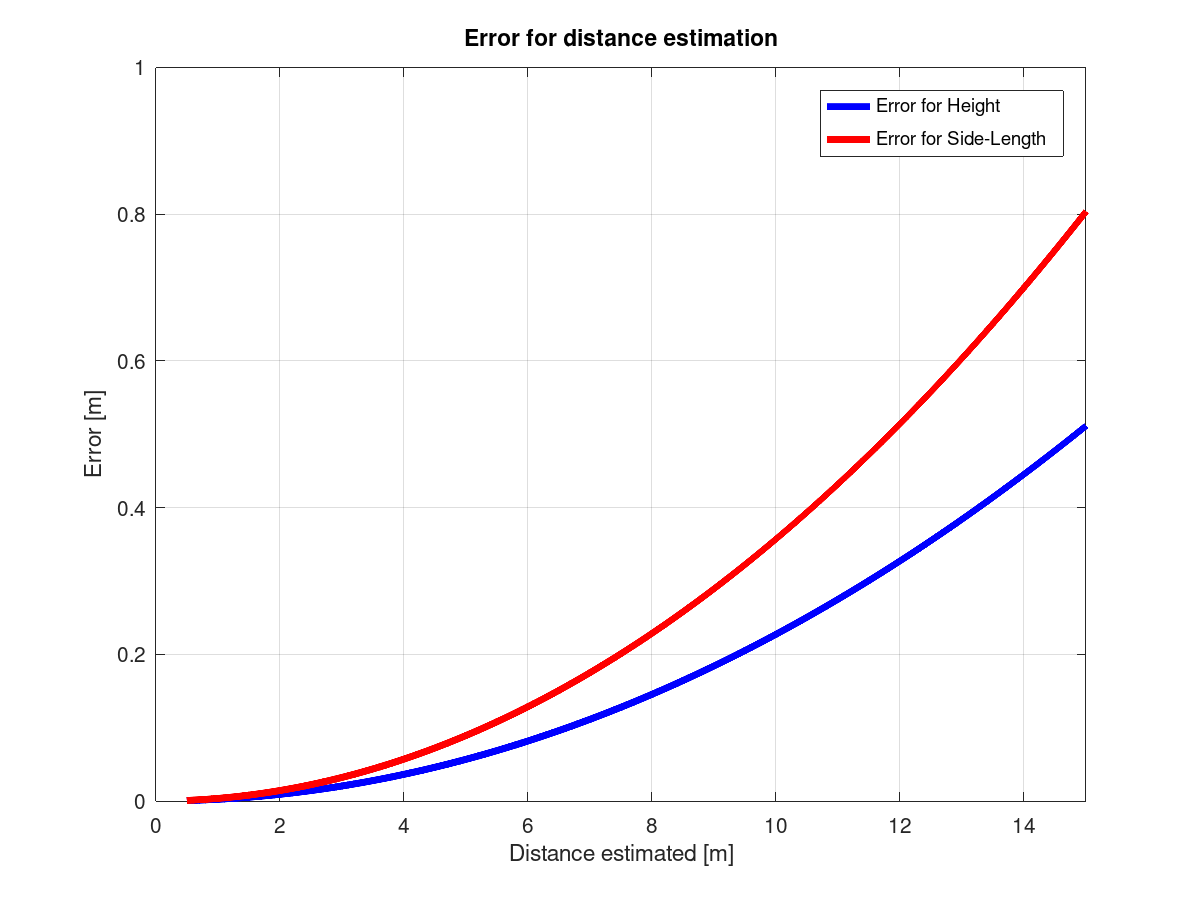 Error for distance estimation
1
Error for Height
Error for Side-Length
0.8
0.6
Error [m]
0.4
0.2
0
0 2 4 6 8 10 12 14
Distance estimated [m]